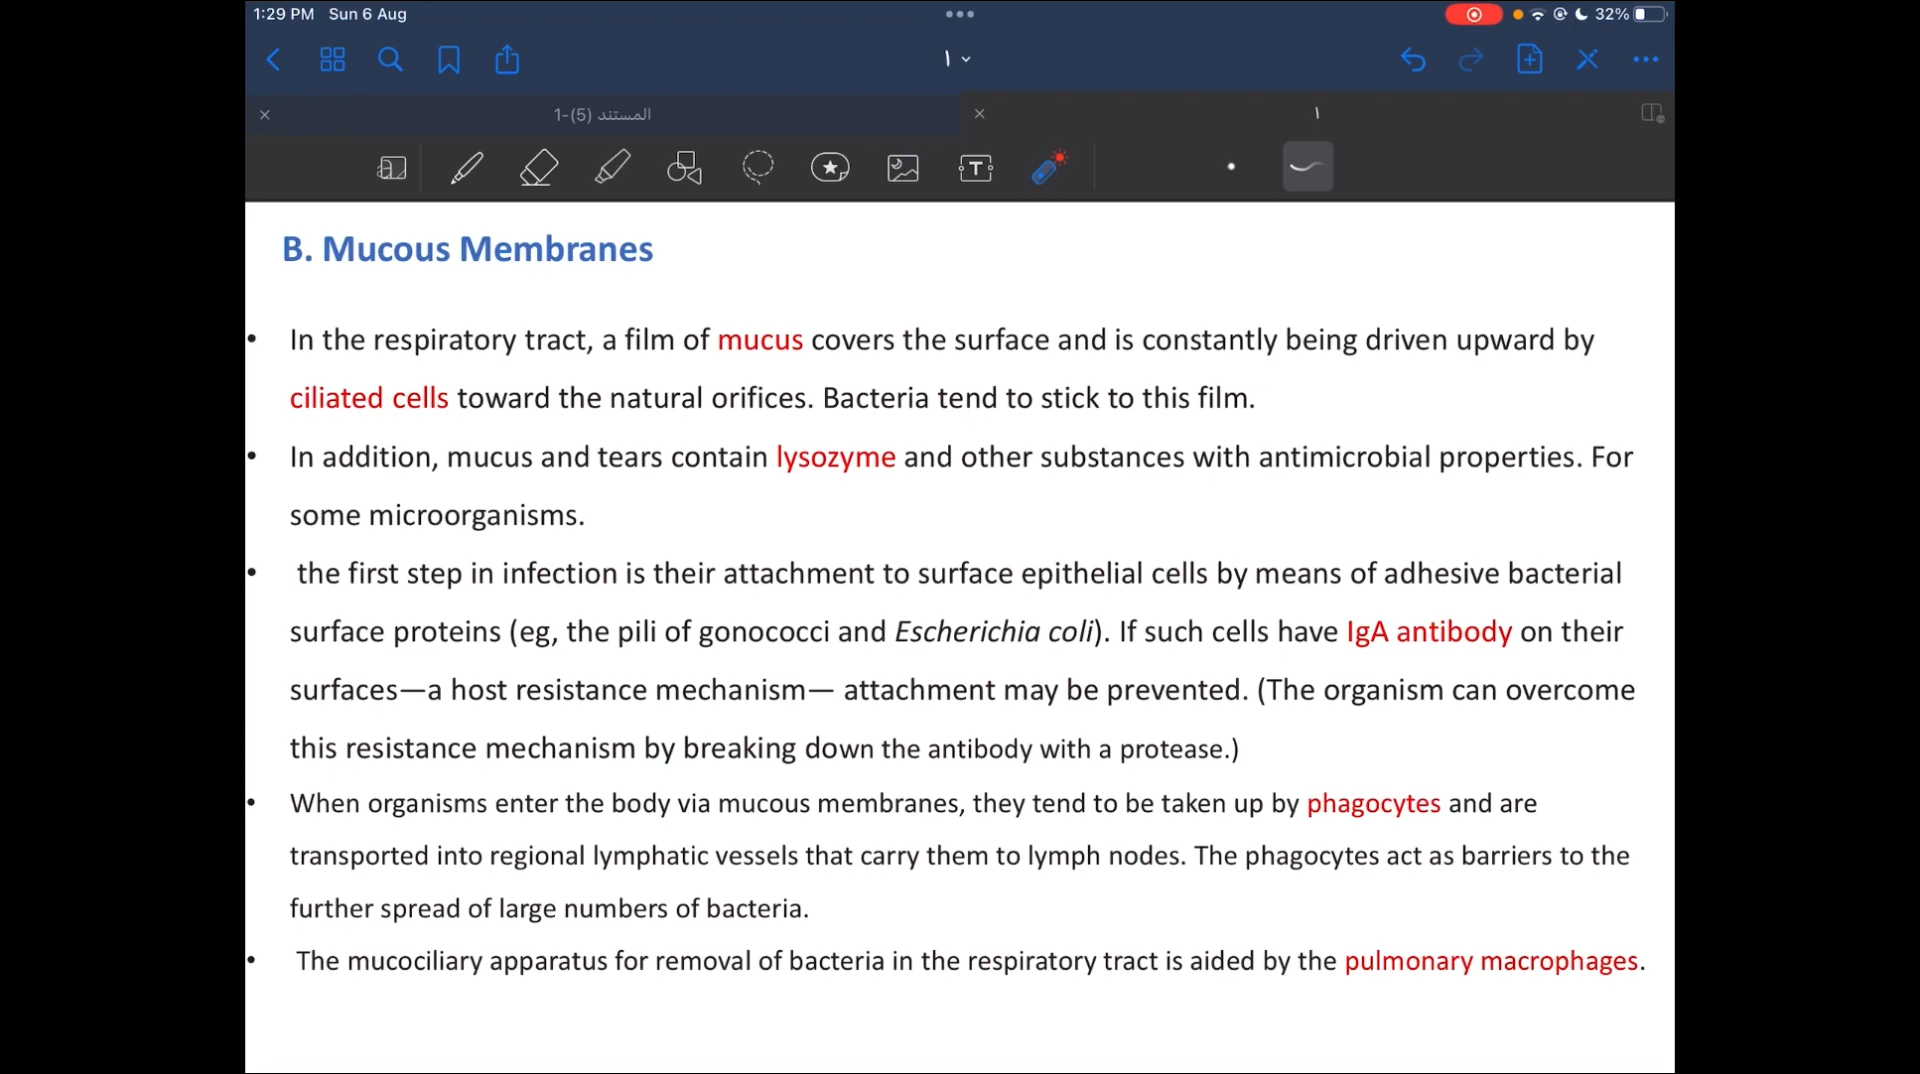 1:29 PM Sun 6 Aug
32%
١
المستند (5)-1
١
B. Mucous Membranes
• In the respiratory tract, a film of mucus covers the surface and is constantly being driven upward by
ciliated cells toward the natural orifices. Bacteria tend to stick to this film.
• In addition, mucus and tears contain lysozyme and other substances with antimicrobial properties. For
some microorganisms.
• the first step in infection is their attachment to surface epithelial cells by means of adhesive bacterial
surface proteins (eg, the pili of gonococci and Escherichia coli). If such cells have IgA antibody on their
surfaces—a host resistance mechanism— attachment may be prevented. (The organism can overcome
this resistance mechanism by breaking down the antibody with a protease.)
• When organisms enter the body via mucous membranes, they tend to be taken up by phagocytes and are
transported into regional lymphatic vessels that carry them to lymph nodes. The phagocytes act as barriers to the
further spread of large numbers of bacteria.
• The mucociliary apparatus for removal of bacteria in the respiratory tract is aided by the pulmonary macrophages.